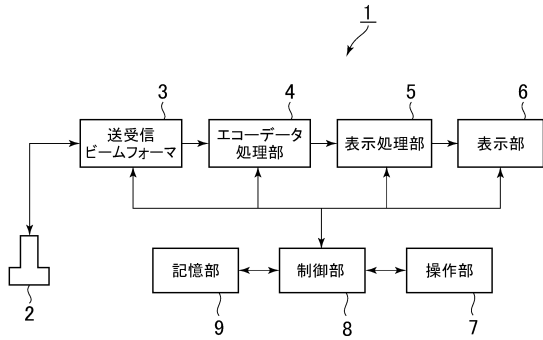 1
3
4
5
6
送受信
ビームフォーマ
エコーデータ
処理部
表示処理部
表示部
2
記憶部
制御部
操作部
9
8
7